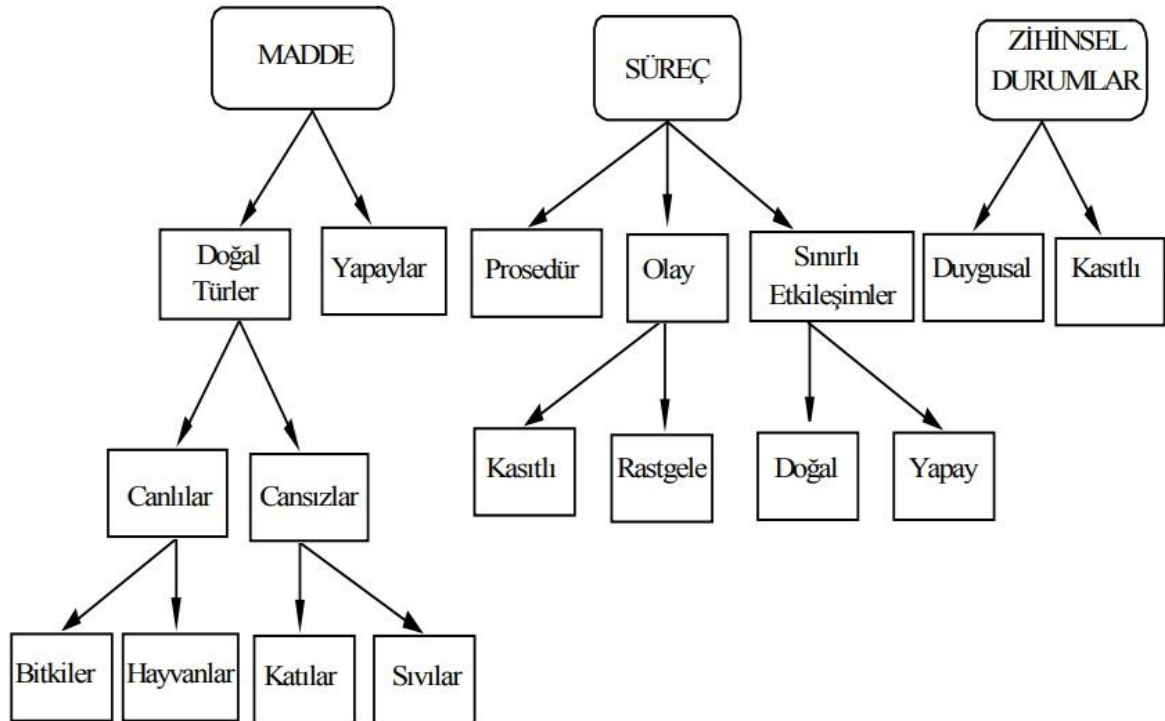 MADDE
SÜREÇ
ZİHİNSEL
DURUMLAR
Doğal
Türler
Yapaylar
Prosedür
Olay
Sınırlı
Etkileşimler
Duygusal
Kasıtlı
Canlılar
Cansızlar
Kasıtlı
Rastgele
Doğal
Yapay
Bitkiler
Hayvanlar
Katılar
Sıvılar